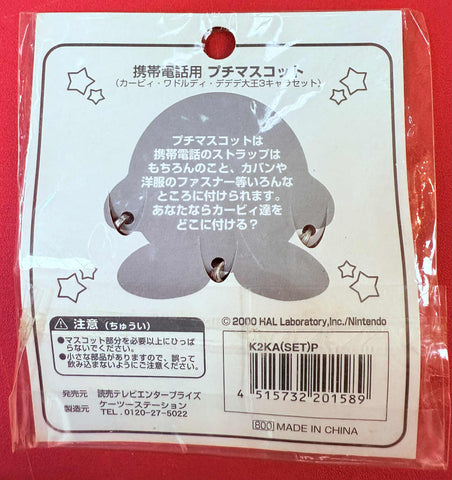 携帯電話用 プチマスコット
(カービィ・ワドルディ・デデデ大王3キャラセット)
プチマスコットは
携帯電話のストラップは
もちろんのこと、カバンや
洋服のファスナー等いろんな
ところに付けられます。
あなたならカービィ達を
どこに付ける?
© 2000 HAL Laboratory,Inc./Nintendo
注意(ちゅうい)
●マスコット部分を必要以上にひっぱ
らないでください。
●小さな部品がありますので、誤って
飲み込まないようにご注意ください。
発売元 読売テレビエンタープライズ
製造元 ケーツーステーション
TEL. 0120-27-5022
K2KA(SET)P
4 515732 201589
800 MADE IN CHINA